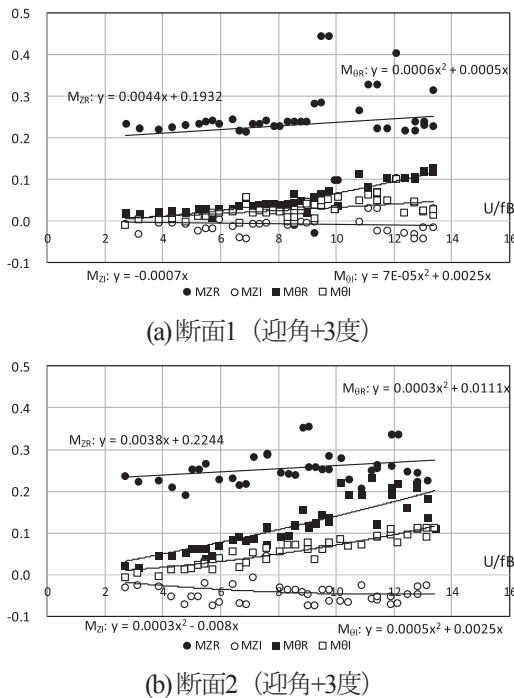 0.5
M_θR: y = 0.0006x² + 0.0005x
0.4
M_ZR: y = 0.0044x + 0.1932
0.3
0.2
0.1
0.0
U/fB
0 2 4 6 8 10 12 14 16
-0.1
M_ZI: y = -0.0007x
M_θI: y = 7E-05x² + 0.0025x
●MZR ○MZI ■MθR □MθI
(a) 断面1（迎角+3度）
0.5
M_θR: y = 0.0003x² + 0.0111x
0.4
M_ZR: y = 0.0038x + 0.2244
0.3
0.2
0.1
U/fB
0.0
0 2 4 6 8 10 12 14 16
-0.1
M_ZI: y = 0.0003x² - 0.008x
M_θI: y = 0.0005x² + 0.0025x
●MZR ○MZI ■MθR □MθI
(b) 断面2（迎角+3度）